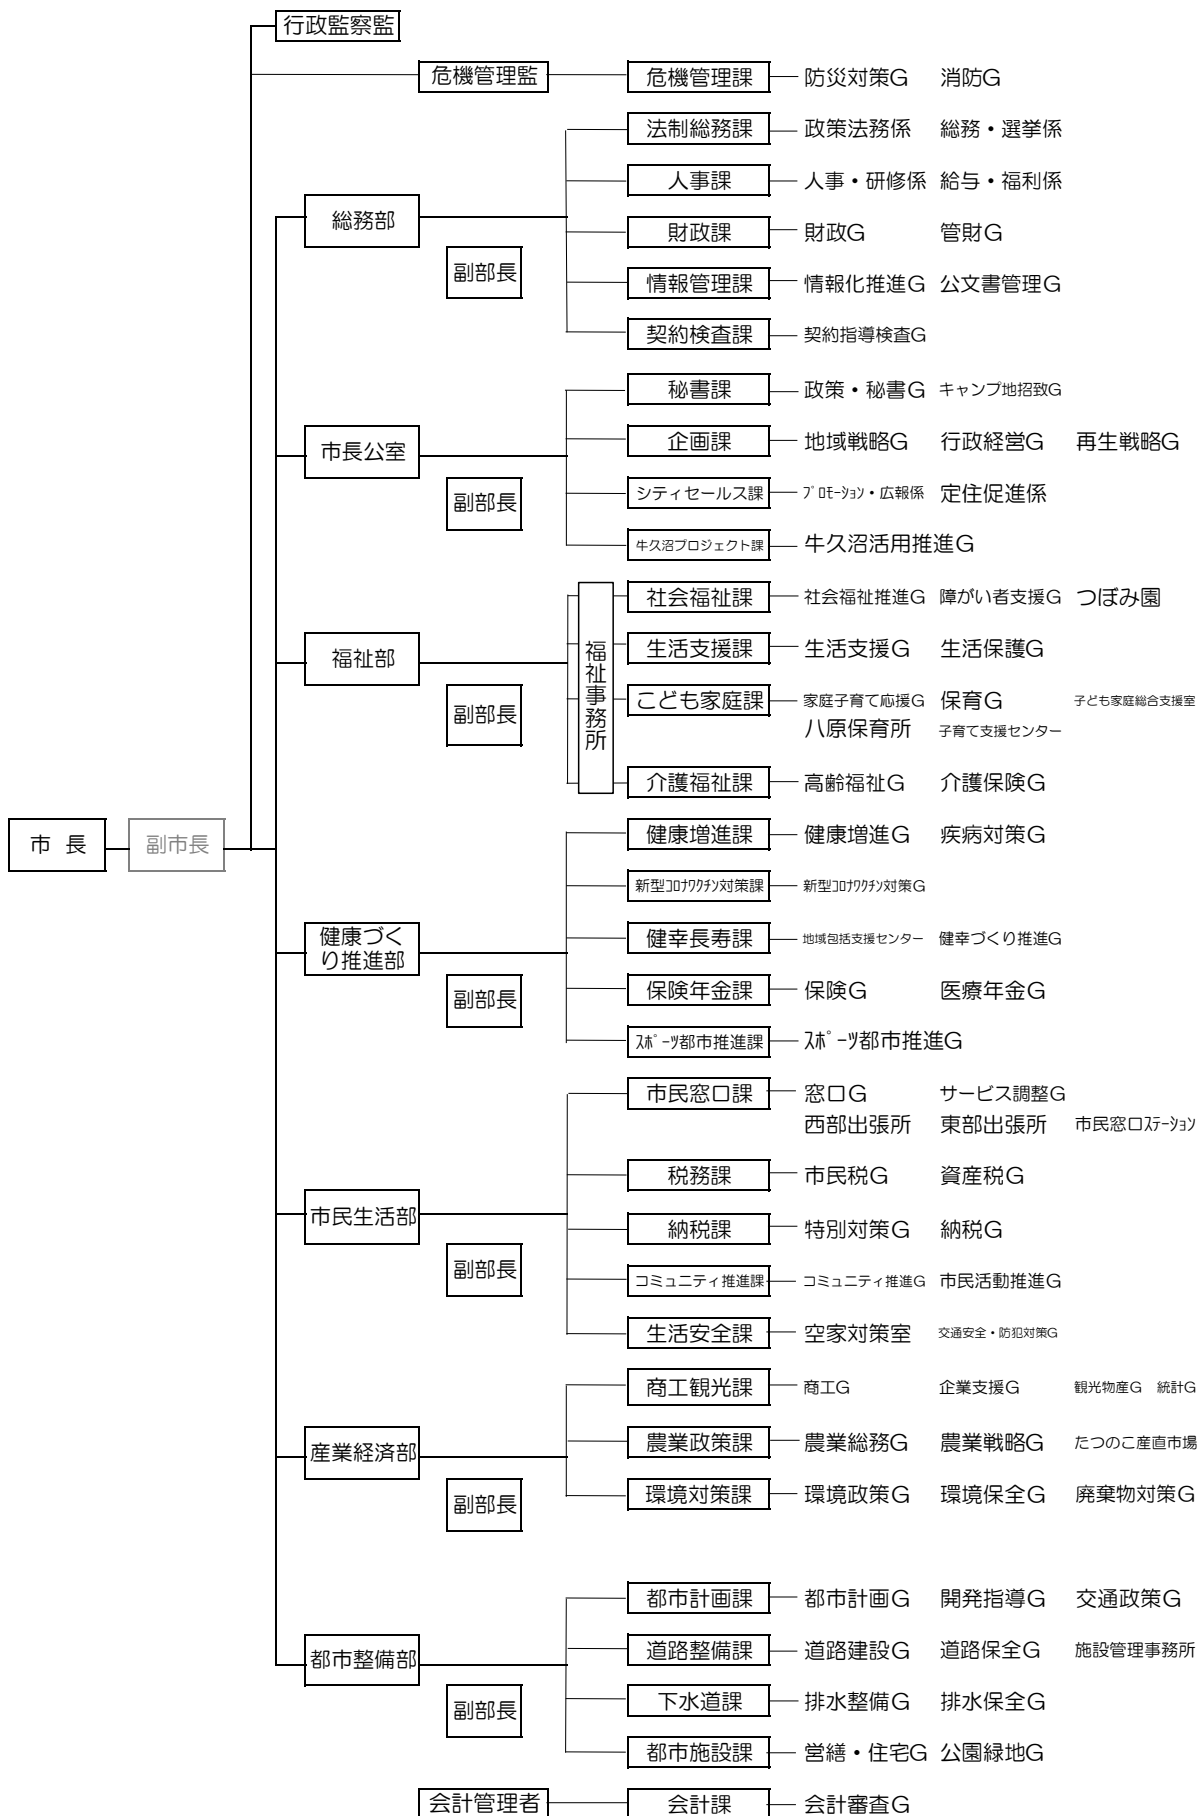 行政監察監
危機管理監 危機管理課 防災対策G 消防G
法制総務課 政策法務係 総務・選挙係
人事課 人事・研修係 給与・福利係
総務部
財政課 財政G 管財G
副部長
情報管理課 情報化推進G 公文書管理G
契約検査課 契約指導検査G
秘書課 政策・秘書G キャンプ地招致G
市長公室
企画課 地域戦略G 行政経営G 再生戦略G
副部長
シティセールス課 プロモーション・広報係 定住促進係
牛久沼プロジェクト課 牛久沼活用推進G
福祉事務所
社会福祉課 社会福祉推進G 障がい者支援G つぼみ園
福祉部
生活支援課 生活支援G 生活保護G
副部長
こども家庭課 家庭子育て応援G 保育G 子ども家庭総合支援室
八原保育所 子育て支援センター
介護福祉課 高齢福祉G 介護保険G
市 長 副市長
健康増進課 健康増進G 疾病対策G
新型コロナワクチン対策課 新型コロナワクチン対策G
健康づく
り推進部
健幸長寿課 地域包括支援センター 健幸づくり推進G
副部長
保険年金課 保険G 医療年金G
スポーツ都市推進課 スポーツ都市推進G
市民窓口課 窓口G サービス調整G
西部出張所 東部出張所 市民窓口ステーション
税務課 市民税G 資産税G
市民生活部
納税課 特別対策G 納税G
副部長
コミュニティ推進課 コミュニティ推進G 市民活動推進G
生活安全課 空家対策室 交通安全・防犯対策G
商工観光課 商工G 企業支援G 観光物産G 統計G
産業経済部
農業政策課 農業総務G 農業戦略G たつのこ産直市場
副部長
環境対策課 環境政策G 環境保全G 廃棄物対策G
都市計画課 都市計画G 開発指導G 交通政策G
都市整備部
道路整備課 道路建設G 道路保全G 施設管理事務所
副部長
下水道課 排水整備G 排水保全G
都市施設課 営繕・住宅G 公園緑地G
会計管理者 会計課 会計審査G